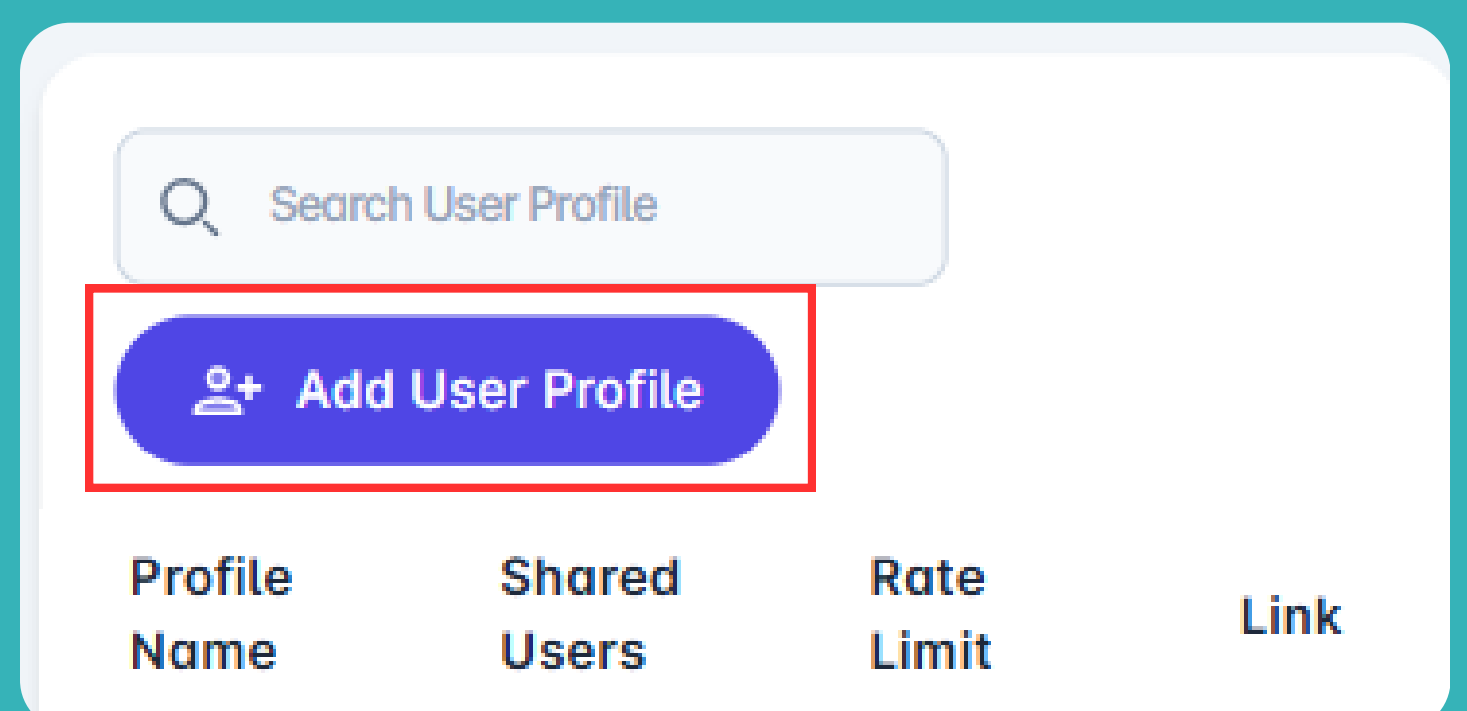 Search User Profile
Add User Profile
Profile Name
Shared Users
Rate Limit
Link